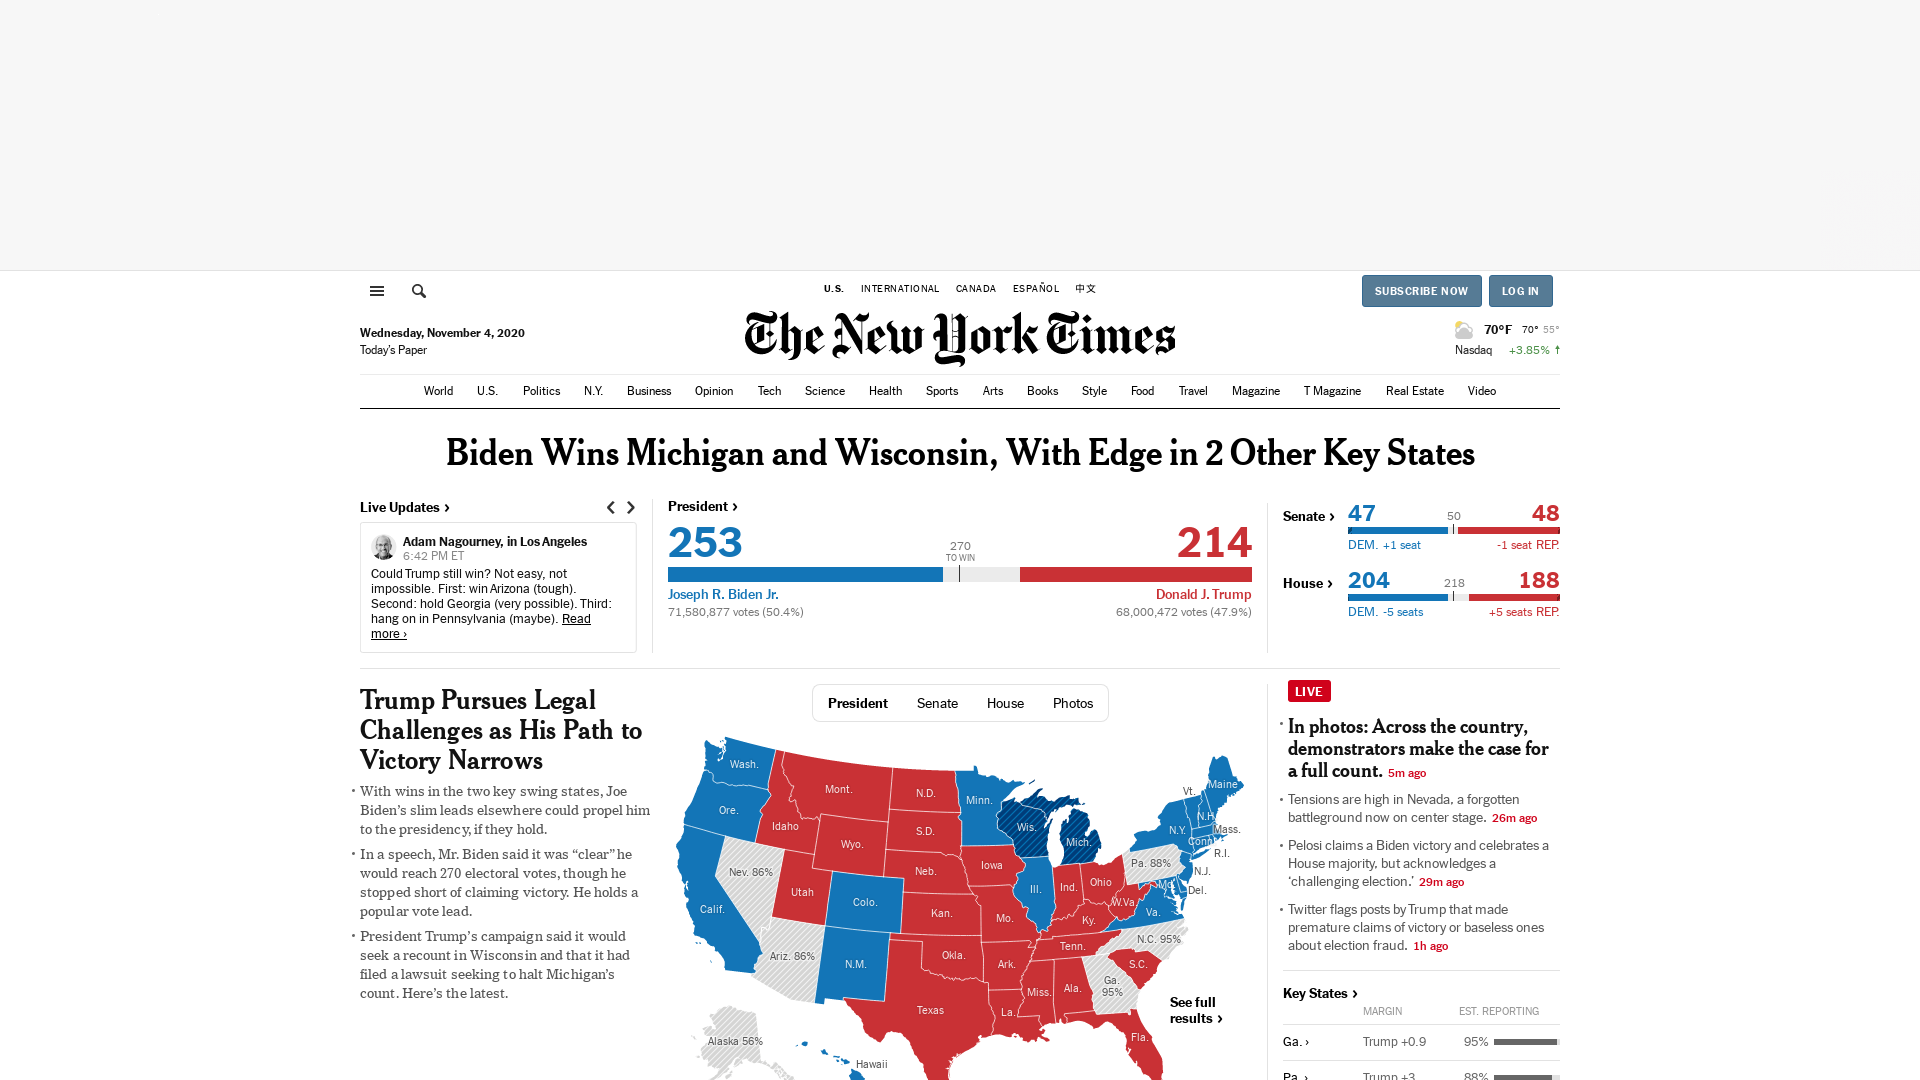 U.S. INTERNATIONAL CANADA ESPAÑOL 中文
SUBSCRIBE NOW LOG IN
Wednesday, November 4, 2020
Today's Paper
The New York Times
70°F 70° 55°
Nasdaq +3.85% ↑
World U.S. Politics N.Y. Business Opinion Tech Science Health Sports Arts Books Style Food Travel Magazine T Magazine Real Estate Video
Biden Wins Michigan and Wisconsin, With Edge in 2 Other Key States
Live Updates ›
Adam Nagourney, in Los Angeles
6:42 PM ET
Could Trump still win? Not easy, not
impossible. First: win Arizona (tough).
Second: hold Georgia (very possible). Third:
hang on in Pennsylvania (maybe). Read
more ›
President ›
253 214
270
TO WIN
Joseph R. Biden Jr. Donald J. Trump
71,580,877 votes (50.4%) 68,000,472 votes (47.9%)
Senate › 47 50 48
DEM. +1 seat -1 seat REP.
House › 204 218 188
DEM. -5 seats +5 seats REP.
Trump Pursues Legal
Challenges as His Path to
Victory Narrows
• With wins in the two key swing states, Joe
Biden’s slim leads elsewhere could propel him
to the presidency, if they hold.
• In a speech, Mr. Biden said it was “clear” he
would reach 270 electoral votes, though he
stopped short of claiming victory. He holds a
popular vote lead.
• President Trump’s campaign said it would
seek a recount in Wisconsin and that it had
filed a lawsuit seeking to halt Michigan’s
count. Here’s the latest.
President Senate House Photos
Wash.
Mont.
N.D.
Minn.
Vt.
Maine
Ore.
Idaho
S.D.
Wis.
Mich.
N.Y.
N.H.
Mass.
Conn.
R.I.
Wyo.
Nev. 86%
Neb.
Iowa
Pa. 88%
N.J.
Utah
Colo.
Ill.
Ind.
Ohio
Md.
Del.
Calif.
Kan.
Mo.
W.Va.
Ky.
Va.
Ariz. 86%
N.M.
Okla.
Ark.
Tenn.
N.C. 95%
S.C.
Texas
La.
Miss.
Ala.
Ga.
95%
Fla.
Alaska 56%
Hawaii
See full
results ›
LIVE
• In photos: Across the country,
demonstrators make the case for
a full count. 5m ago
• Tensions are high in Nevada, a forgotten
battleground now on center stage. 26m ago
• Pelosi claims a Biden victory and celebrates a
House majority, but acknowledges a
‘challenging election.’ 29m ago
• Twitter flags posts by Trump that made
premature claims of victory or baseless ones
about election fraud. 1h ago
Key States ›
MARGIN EST. REPORTING
Ga. › Trump +0.9 95%
Pa. › Trump +3 88%